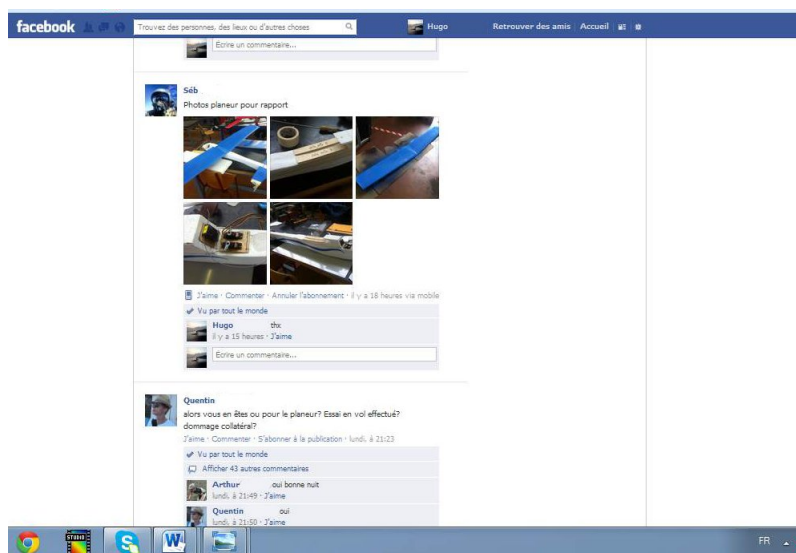 facebook
Trouvez des personnes, des lieux ou d'autres choses
Hugo
Retrouver des amis
Accueil
Écrire un commentaire...
Séb
Photos planeur pour rapport
J'aime · Commenter · Annuler l'abonnement · il y a 16 heures via mobile
Vu par tout le monde
Hugo thx
il y a 15 heures · J'aime
Écrire un commentaire...
Quentin
alors vous en êtes ou pour le planeur? Essai en vol effectué?
dommage collatéral?
J'aime · Commenter · S'abonner à la publication · lundi, à 21:23
Vu par tout le monde
Afficher 43 autres commentaires
Arthur oui bonne nuit
lundi, à 21:49 · J'aime
Quentin oui
lundi, à 21:50 · J'aime
STUDIO
S
W
FR